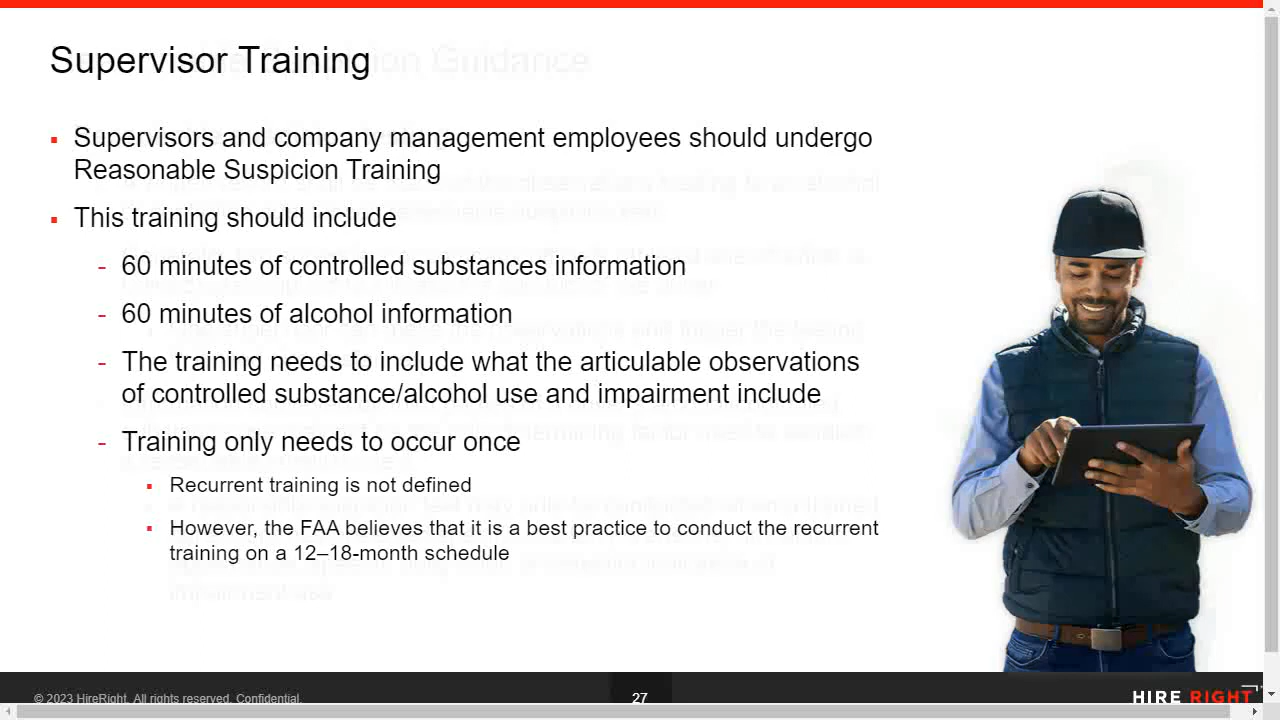 Supervisor Training
Supervisors and company management employees should undergo
Reasonable Suspicion Training
This training should include
- 60 minutes of controlled substances information
- 60 minutes of alcohol information
- The training needs to include what the articulable observations
of controlled substance/alcohol use and impairment include
- Training only needs to occur once
Recurrent training is not defined
However, the FAA believes that it is a best practice to conduct the recurrent
training on a 12–18-month schedule
© 2023 HireRight. All rights reserved. Confidential.
27
HIRE RIGHT